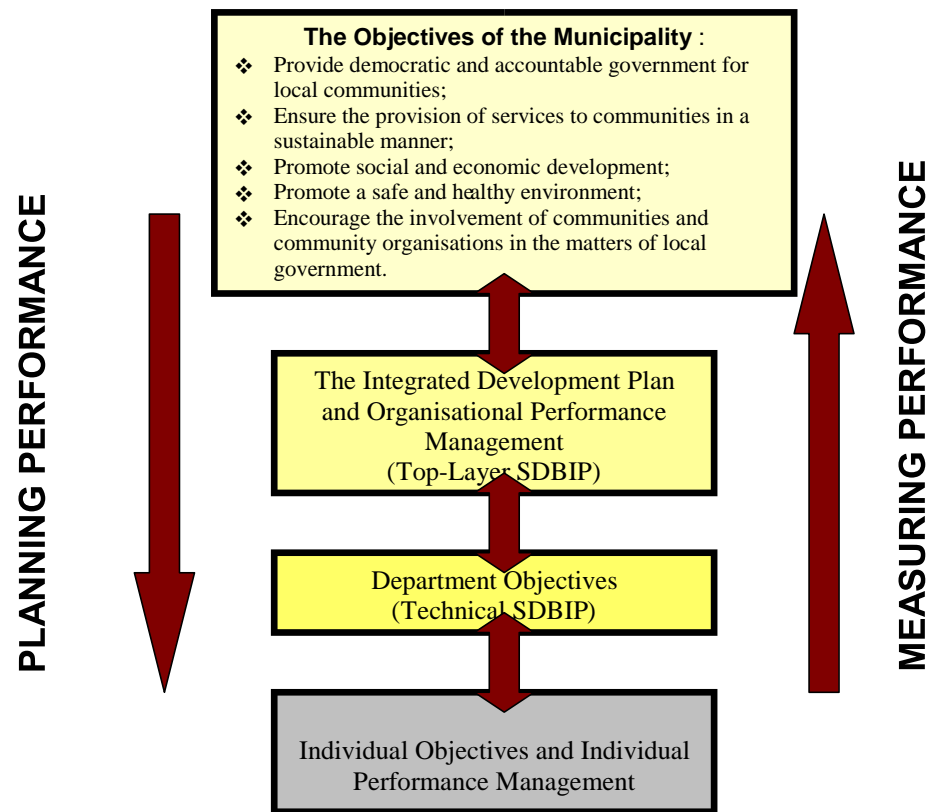 The Objectives of the Municipality :
❖ Provide democratic and accountable government for
local communities;
❖ Ensure the provision of services to communities in a
sustainable manner;
❖ Promote social and economic development;
❖ Promote a safe and healthy environment;
❖ Encourage the involvement of communities and
community organisations in the matters of local
government.
PLANNING PERFORMANCE
MEASURING PERFORMANCE
The Integrated Development Plan
and Organisational Performance
Management
(Top-Layer SDBIP)
Department Objectives
(Technical SDBIP)
Individual Objectives and Individual
Performance Management